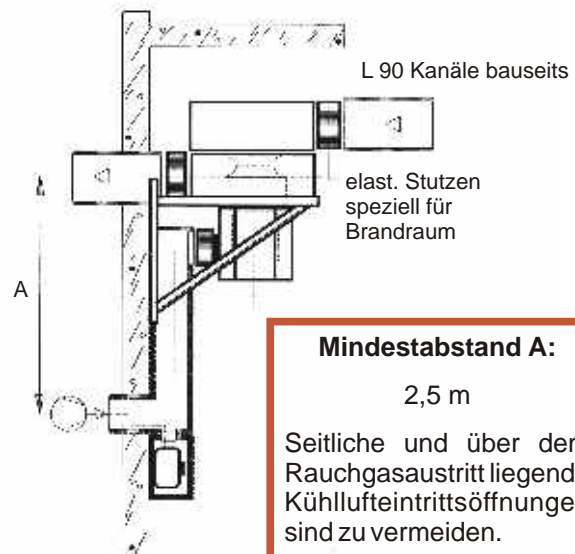 L 90 Kanäle bauseits
elast. Stutzen
speziell für
Brandraum
A
Mindestabstand A:
2,5 m
Seitliche und über der
Rauchgasaustritt liegend
Kühllufteintrittsöffnunge
sind zu vermeiden.